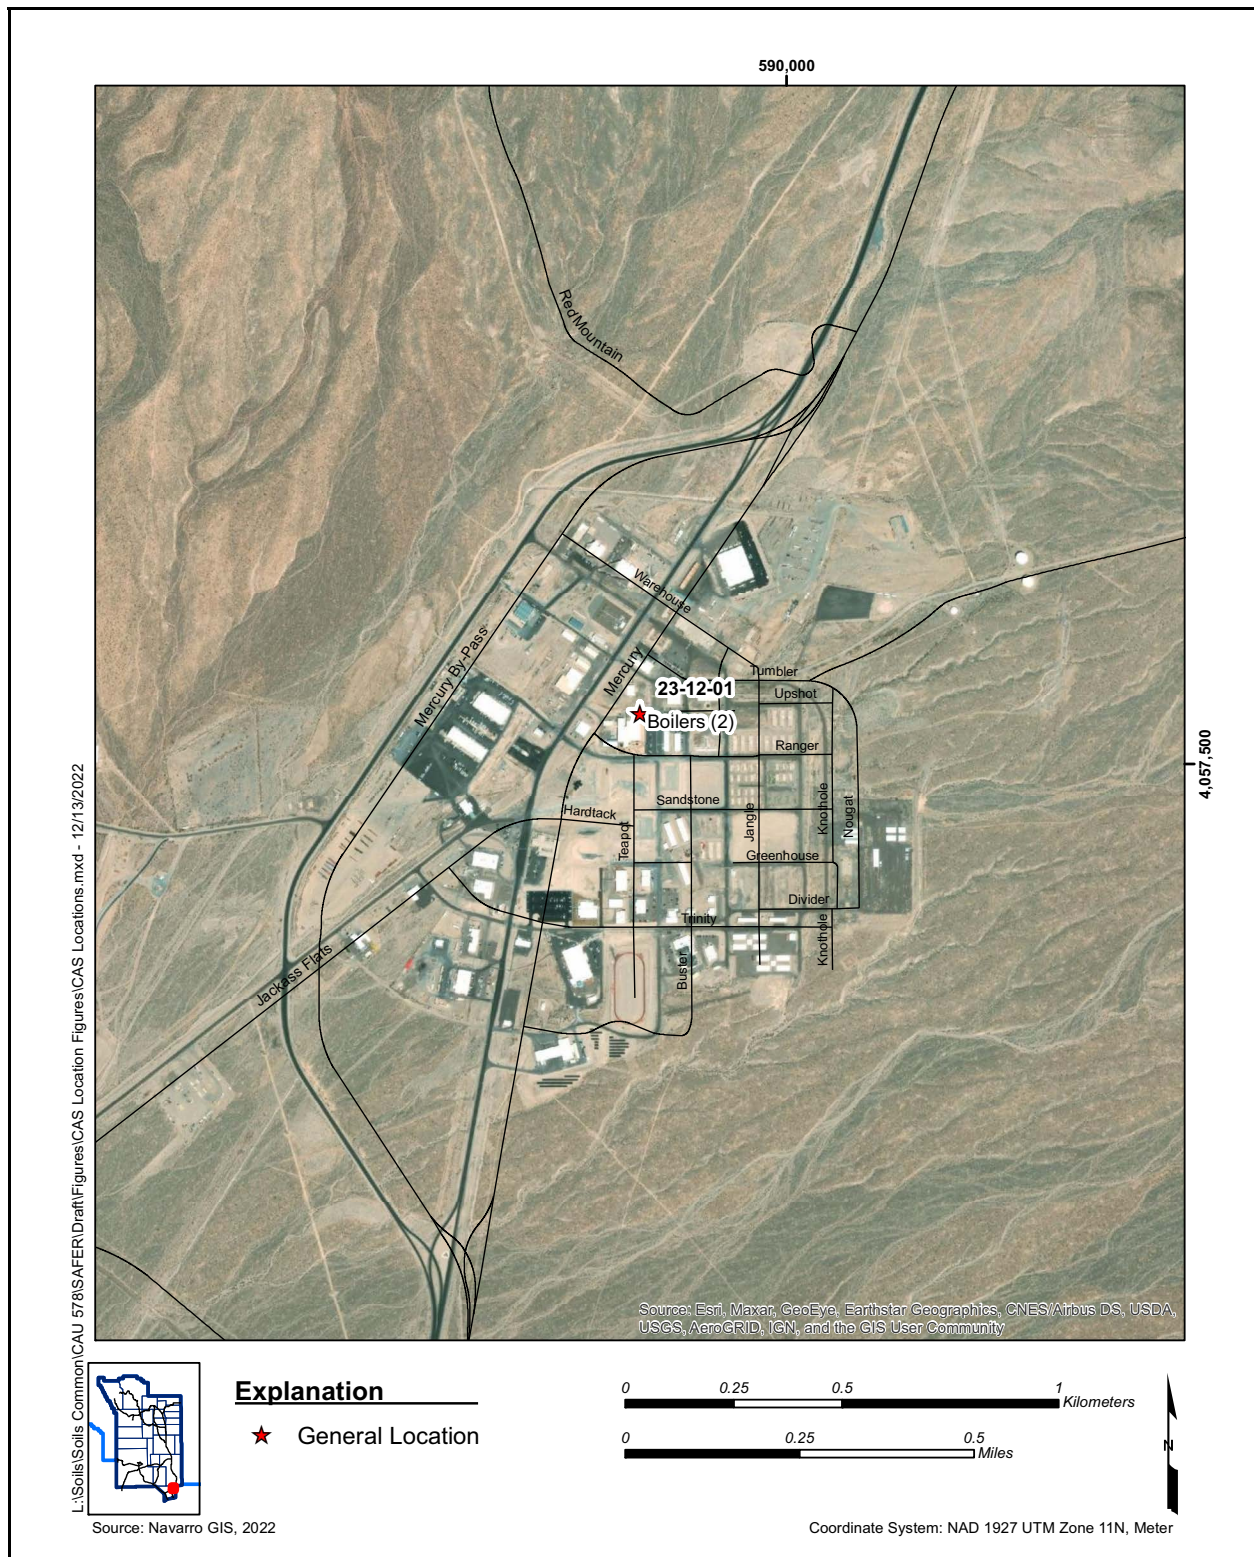 590,000
Red Mountain
Warehouse
Mercury By-Pass
Mercury
Tumbler
23-12-01
Upshot
Boilers (2)
Ranger
4,057,500
Sandstone
Hardtack
Teapot
Jangle
Knothole
Nougat
Greenhouse
Divider
Trinity
Knothole
Buster
Jackass Flats
Source: Esri, Maxar, GeoEye, Earthstar Geographics, CNES/Airbus DS, USDA,
USGS, AeroGRID, IGN, and the GIS User Community
L:\Soils\Soils Common\CAU 578\SAFER\Draft\Figures\CAS Location Figures\CAS Locations.mxd - 12/13/2022
Explanation
General Location
0 0.25 0.5 1
Kilometers
0 0.25 0.5
Miles
N
Source: Navarro GIS, 2022
Coordinate System: NAD 1927 UTM Zone 11N, Meter